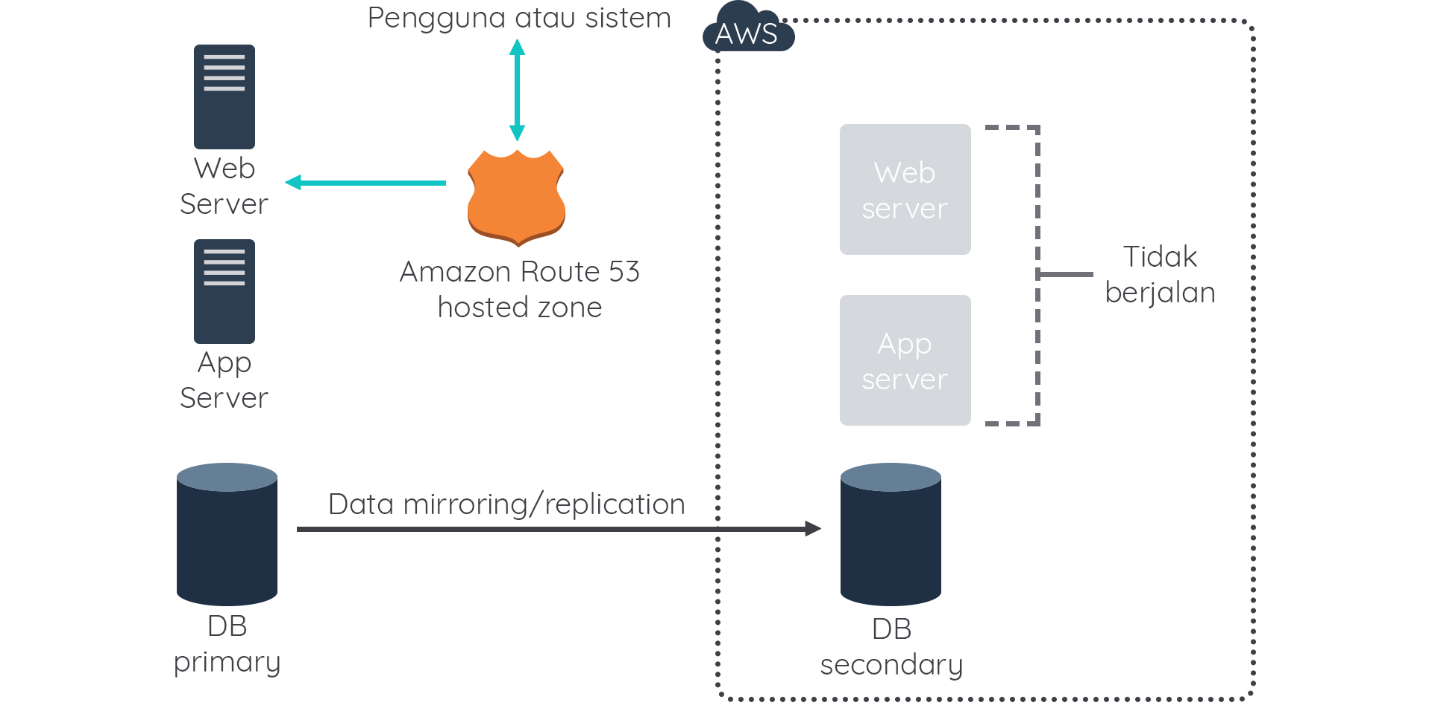 Pengguna atau sistem
AWS
Web
Server
Amazon Route 53
hosted zone
App
Server
Web
server
App
server
Tidak
berjalan
Data mirroring/replication
DB
primary
DB
secondary